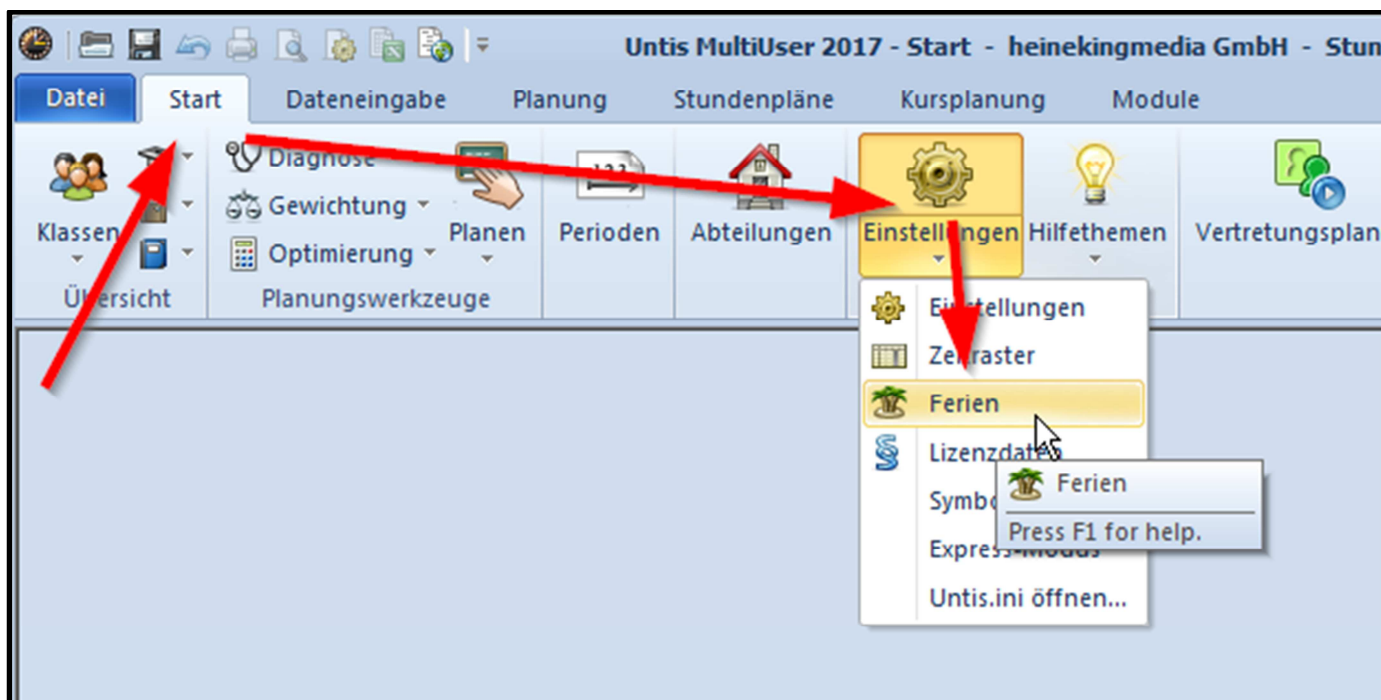 Untis MultiUser 2017 - Start - heinekingmedia GmbH - Stun
Datei Start Dateneingabe Planung Stundenpläne Kursplanung Module
Diagnose
Gewichtung
Optimierung
Klassen
Planen
Perioden
Abteilungen
Einstellungen
Hilfethemen
Vertretungsplan
Übersicht
Planungswerkzeuge
Einstellungen
Zeitraster
Ferien
Lizenzdaten
Ferien
Press F1 for help.
Express-Modus
Untis.ini öffnen...